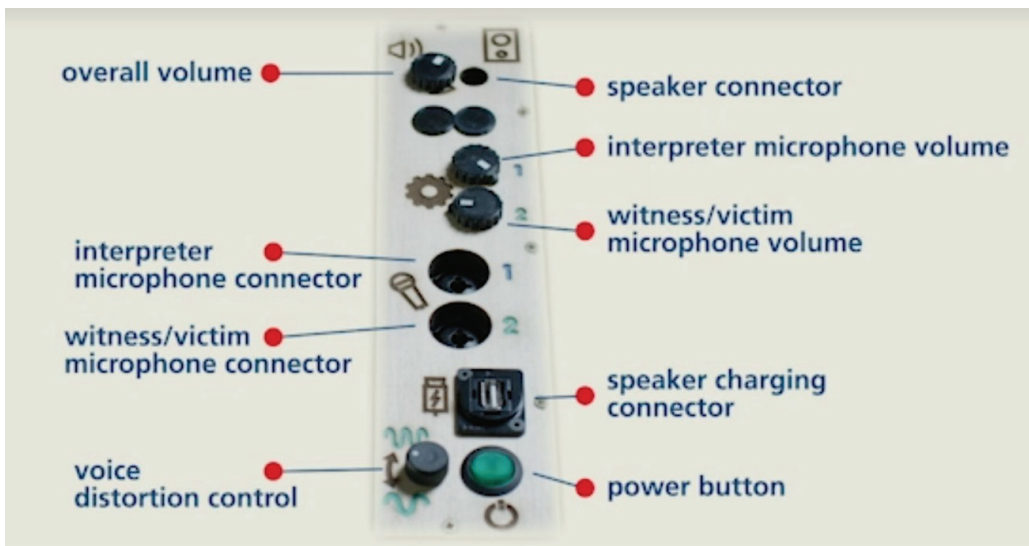 overall volume
speaker connector
interpreter microphone volume
1
2
witness/victim
microphone volume
interpreter
microphone connector
1
witness/victim
microphone connector
2
speaker charging
connector
voice
distortion control
power button